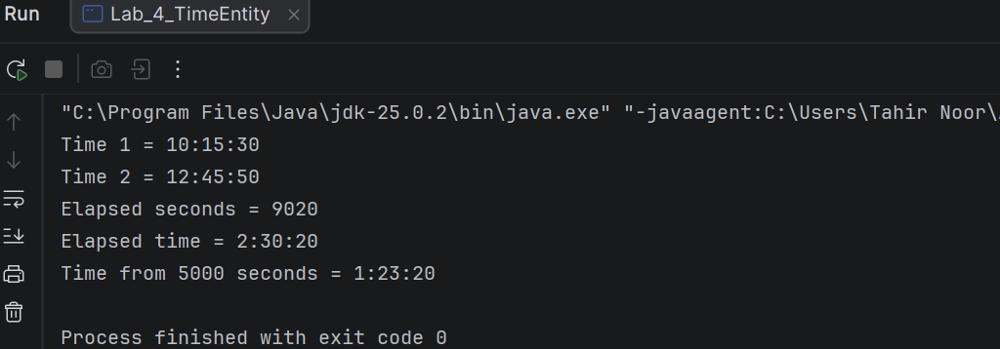 Run
Lab_4_TimeEntity
"C:\Program Files\Java\jdk-25.0.2\bin\java.exe" "-javaagent:C:\Users\Tahir Noor\
Time 1 = 10:15:30
Time 2 = 12:45:50
Elapsed seconds = 9020
Elapsed time = 2:30:20
Time from 5000 seconds = 1:23:20
Process finished with exit code 0